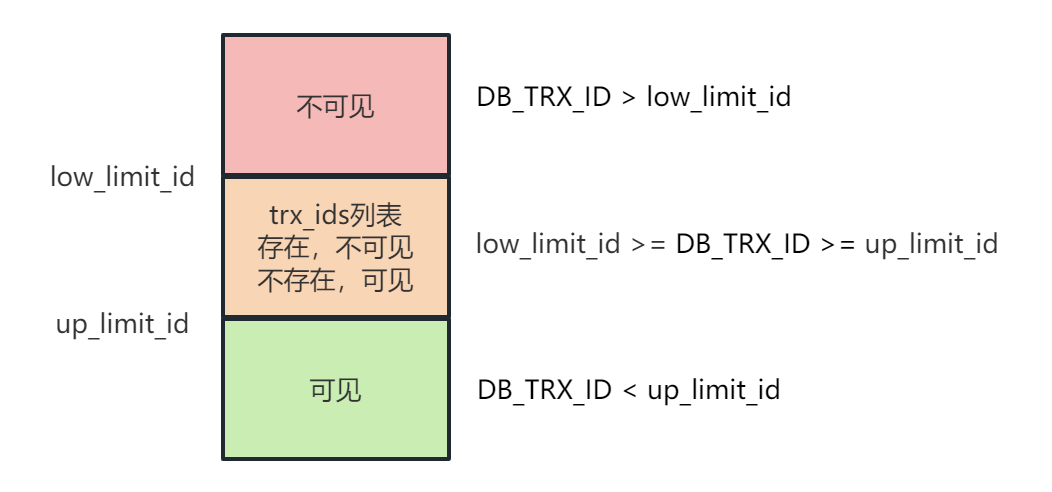 不可见
DB_TRX_ID > low_limit_id
low_limit_id
trx_ids列表
存在，不可见
不存在，可见
low_limit_id >= DB_TRX_ID >= up_limit_id
up_limit_id
可见
DB_TRX_ID < up_limit_id